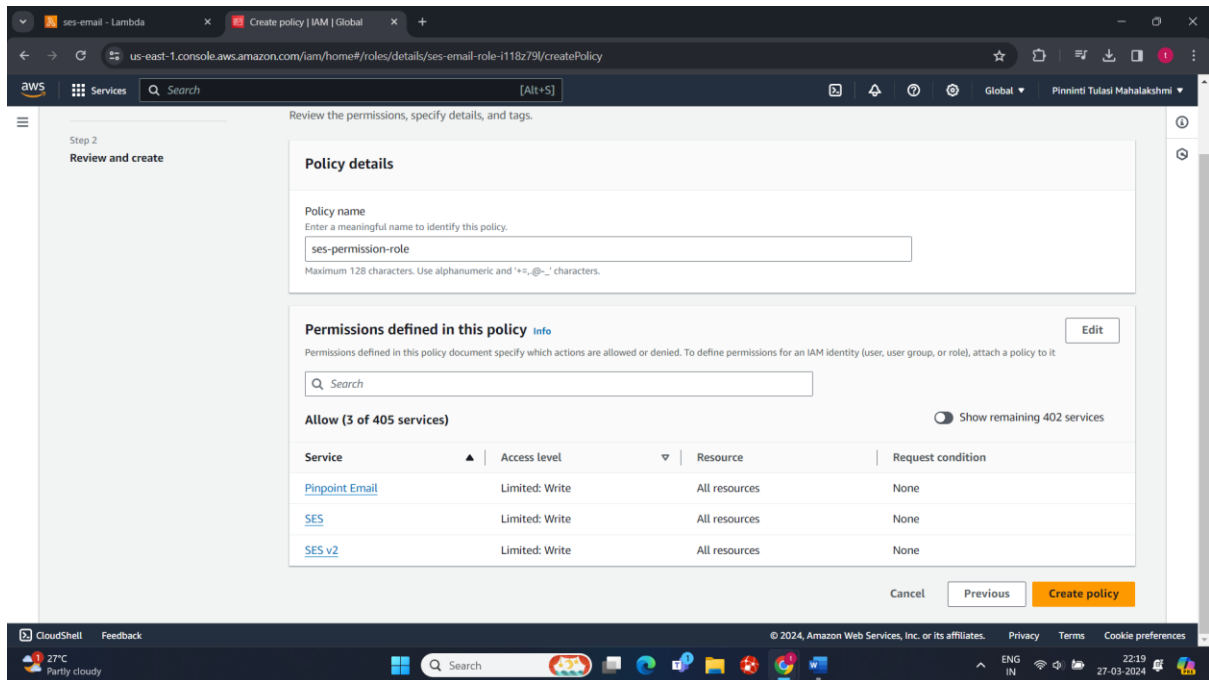 ses-email - Lambda
Create policy | IAM | Global
us-east-1.console.aws.amazon.com/iam/home#/roles/details/ses-email-role-i118z79l/createPolicy
aws
Services
Search
[Alt+S]
Global
Pinninti Tulasi Mahalakshmi
Step 2
Review and create
Review the permissions, specify details, and tags.
Policy details
Policy name
Enter a meaningful name to identify this policy.
ses-permission-role
Maximum 128 characters. Use alphanumeric and '+=,.@-_' characters.
Permissions defined in this policy Info
Edit
Permissions defined in this policy document specify which actions are allowed or denied. To define permissions for an IAM identity (user, user group, or role), attach a policy to it
Search
Allow (3 of 405 services)
Show remaining 402 services
Service Access level Resource Request condition
Pinpoint Email Limited: Write All resources None
SES Limited: Write All resources None
SES v2 Limited: Write All resources None
Cancel Previous Create policy
CloudShell Feedback
© 2024, Amazon Web Services, Inc. or its affiliates. Privacy Terms Cookie preferences
27°C
Partly cloudy
Search
ENG
IN
22:19
27-03-2024